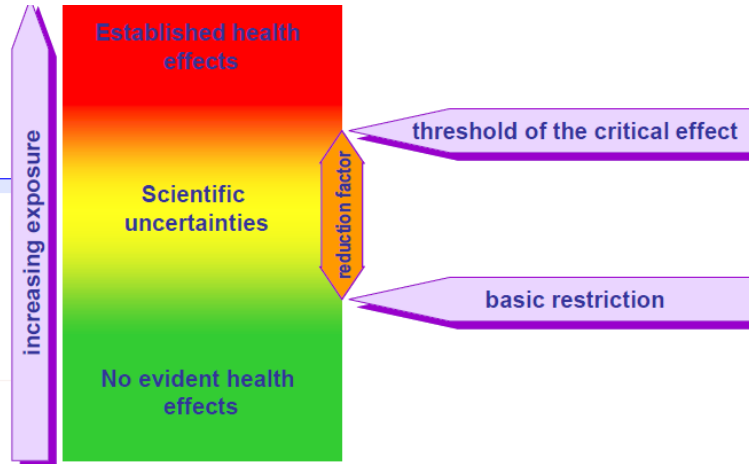 Established health
effects
threshold of the critical effect
increasing exposure
Scientific
uncertainties
reduction factor
basic restriction
No evident health
effects